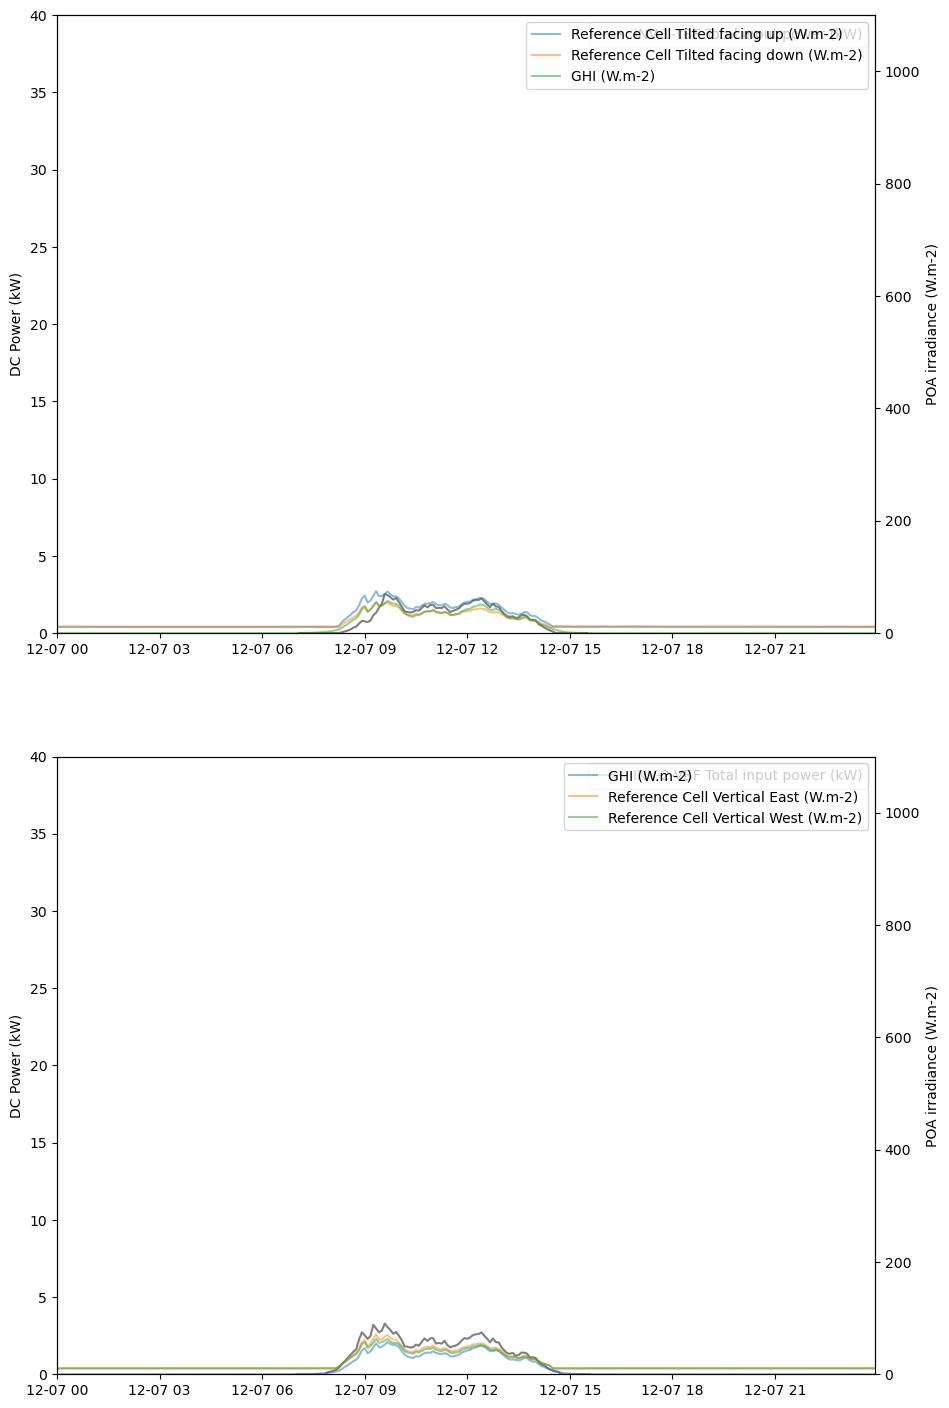 40
35
30
25
20
15
10
5
0
DC Power (kW)
Reference Cell Tilted facing up (W.m-2)
Reference Cell Tilted facing down (W.m-2)
GHI (W.m-2)
1000
800
600
400
200
0
POA irradiance (W.m-2)
12-07 00 12-07 03 12-07 06 12-07 09 12-07 12 12-07 15 12-07 18 12-07 21
40
35
30
25
20
15
10
5
0
DC Power (kW)
GHI (W.m-2) Total input power (kW)
Reference Cell Vertical East (W.m-2)
Reference Cell Vertical West (W.m-2)
1000
800
600
400
200
0
POA irradiance (W.m-2)
12-07 00 12-07 03 12-07 06 12-07 09 12-07 12 12-07 15 12-07 18 12-07 21